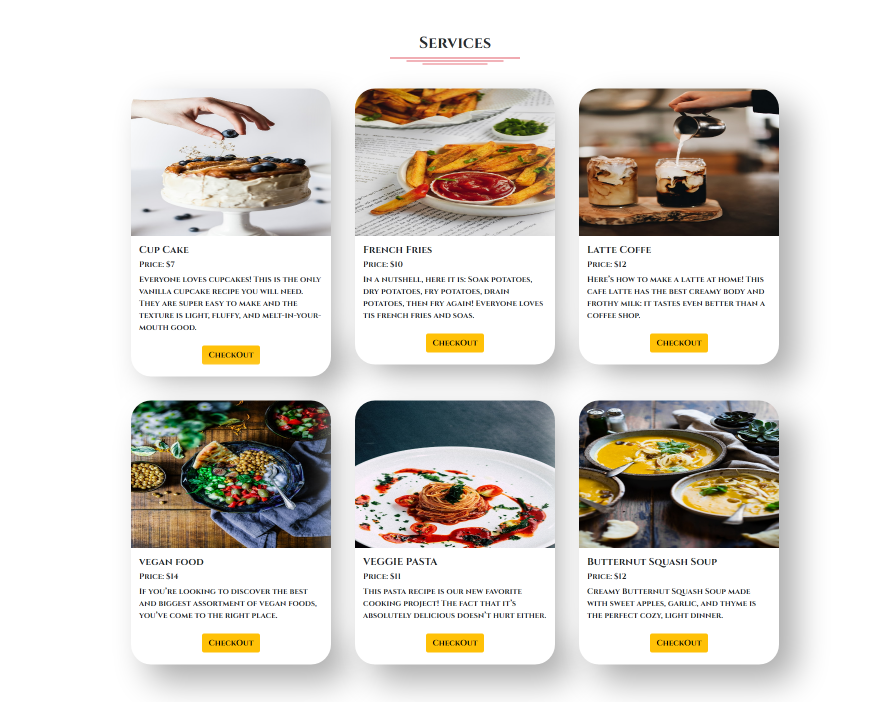 Services
Cup Cake
Price: $7
Everyone loves cupcakes! This is the only
vanilla cupcake recipe you will need.
They are super easy to make and the
texture is light, fluffy, and melt-in-your-
mouth good.
CheckOut
French Fries
Price: $10
In a nutshell, here it is: Soak potatoes,
dry potatoes, fry potatoes, drain
potatoes, then fry again! Everyone loves
tis french fries and soas.
CheckOut
Latte Coffe
Price: $12
Here's how to make a latte at home! This
cafe latte has the best creamy body and
frothy milk: it tastes even better than a
coffee shop.
CheckOut
vegan food
Price: $14
If you're looking to discover the best
and biggest assortment of vegan foods,
you've come to the right place.
CheckOut
VEGGIE PASTA
Price: $11
This pasta recipe is our new favorite
cooking project! The fact that it's
absolutely delicious doesn't hurt either.
CheckOut
Butternut Squash Soup
Price: $12
Creamy Butternut Squash Soup made
with sweet apples, garlic, and thyme is
the perfect cozy, light dinner.
CheckOut